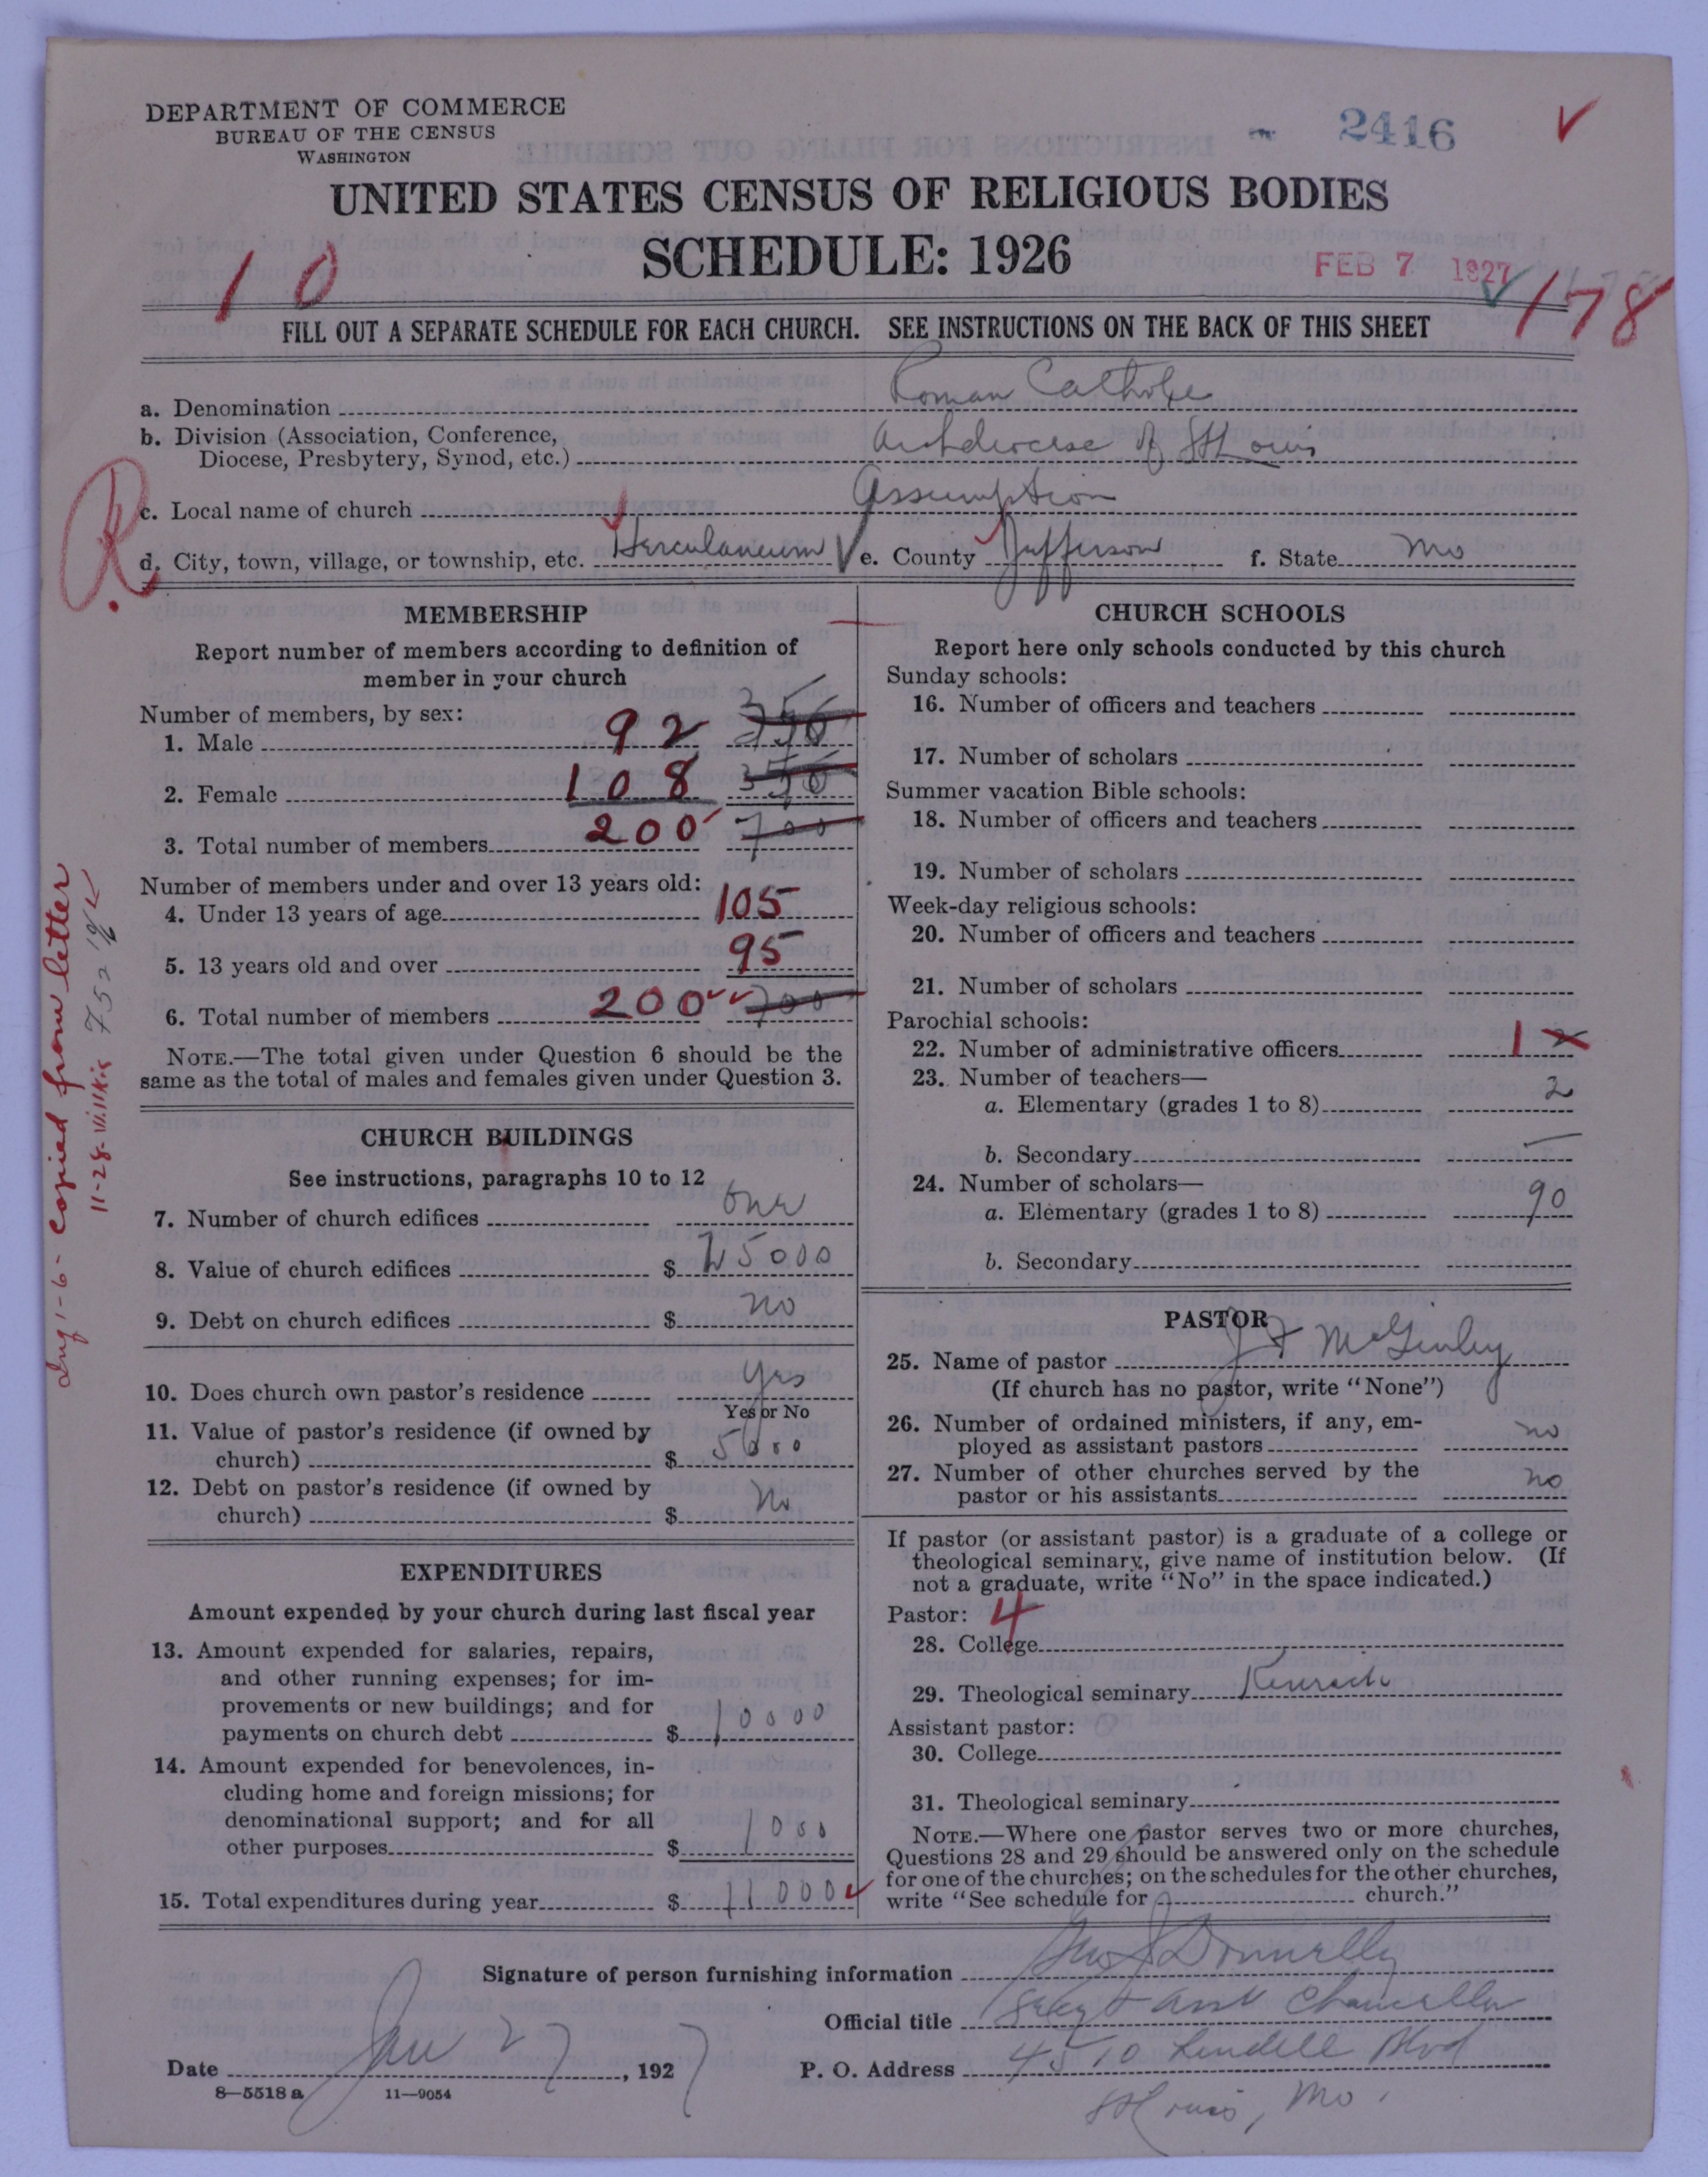 DEPARTMENT OF COMMERCE
BUREAU OF THE CENSUS
WASHINGTON
2416
UNITED STATES CENSUS OF RELIGIOUS BODIES
SCHEDULE: 1926
10
FEB 7 1927
178
FILL OUT A SEPARATE SCHEDULE FOR EACH CHURCH. SEE INSTRUCTIONS ON THE BACK OF THIS SHEET
a. Denomination Roman Catholic
b. Division (Association, Conference,
Diocese, Presbytery, Synod, etc.) Archdiocese of St Louis
R
c. Local name of church Assumption
d. City, town, village, or township, etc. Herculaneum e. County Jefferson f. State Mo
MEMBERSHIP
Report number of members according to definition of
member in your church
Number of members, by sex:
1. Male 92 350
2. Female 108 350
3. Total number of members 200 700
Number of members under and over 13 years old:
4. Under 13 years of age 105
5. 13 years old and over 95
6. Total number of members 200 700
NOTE.—The total given under Question 6 should be the
same as the total of males and females given under Question 3.
Inq 1-6- copied from letter
11-28-
CHURCH BUILDINGS
See instructions, paragraphs 10 to 12
7. Number of church edifices One
8. Value of church edifices $ 25000
9. Debt on church edifices $ no
10. Does church own pastor's residence Yes
Yes or No
11. Value of pastor's residence (if owned by
church) $ 5000
12. Debt on pastor's residence (if owned by
church) $ No
EXPENDITURES
Amount expended by your church during last fiscal year
13. Amount expended for salaries, repairs,
and other running expenses; for im-
provements or new buildings; and for
payments on church debt $ 10000
14. Amount expended for benevolences, in-
cluding home and foreign missions; for
denominational support; and for all
other purposes $ 1000
15. Total expenditures during year $ 11000
CHURCH SCHOOLS
Report here only schools conducted by this church
Sunday schools:
16. Number of officers and teachers
17. Number of scholars
Summer vacation Bible schools:
18. Number of officers and teachers
19. Number of scholars
Week-day religious schools:
20. Number of officers and teachers
21. Number of scholars
Parochial schools:
22. Number of administrative officers 1 2
23. Number of teachers—
a. Elementary (grades 1 to 8) 2
b. Secondary —
24. Number of scholars—
a. Elementary (grades 1 to 8) 90
b. Secondary
PASTOR
25. Name of pastor J F McGinley
(If church has no pastor, write "None")
26. Number of ordained ministers, if any, em-
ployed as assistant pastors no
27. Number of other churches served by the
pastor or his assistants no
If pastor (or assistant pastor) is a graduate of a college or
theological seminary, give name of institution below. (If
not a graduate, write "No" in the space indicated.)
Pastor: 4
28. College
29. Theological seminary Kenrick
Assistant pastor: 0
30. College
31. Theological seminary
NOTE.—Where one pastor serves two or more churches,
Questions 28 and 29 should be answered only on the schedule
for one of the churches; on the schedules for the other churches,
write "See schedule for church."
Signature of person furnishing information Donnelly
Official title Secy & Asst Chancellor
Date Jan 27, 1927 P. O. Address 4510 Lindell Blvd
St Louis, Mo.
8—5518 a 11—9054